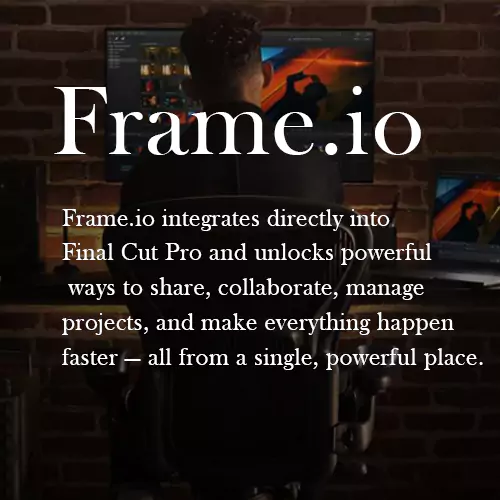 Frame.io
Frame.io integrates directly into
Final Cut Pro and unlocks powerful
ways to share, collaborate, manage
projects, and make everything happen
faster — all from a single, powerful place.